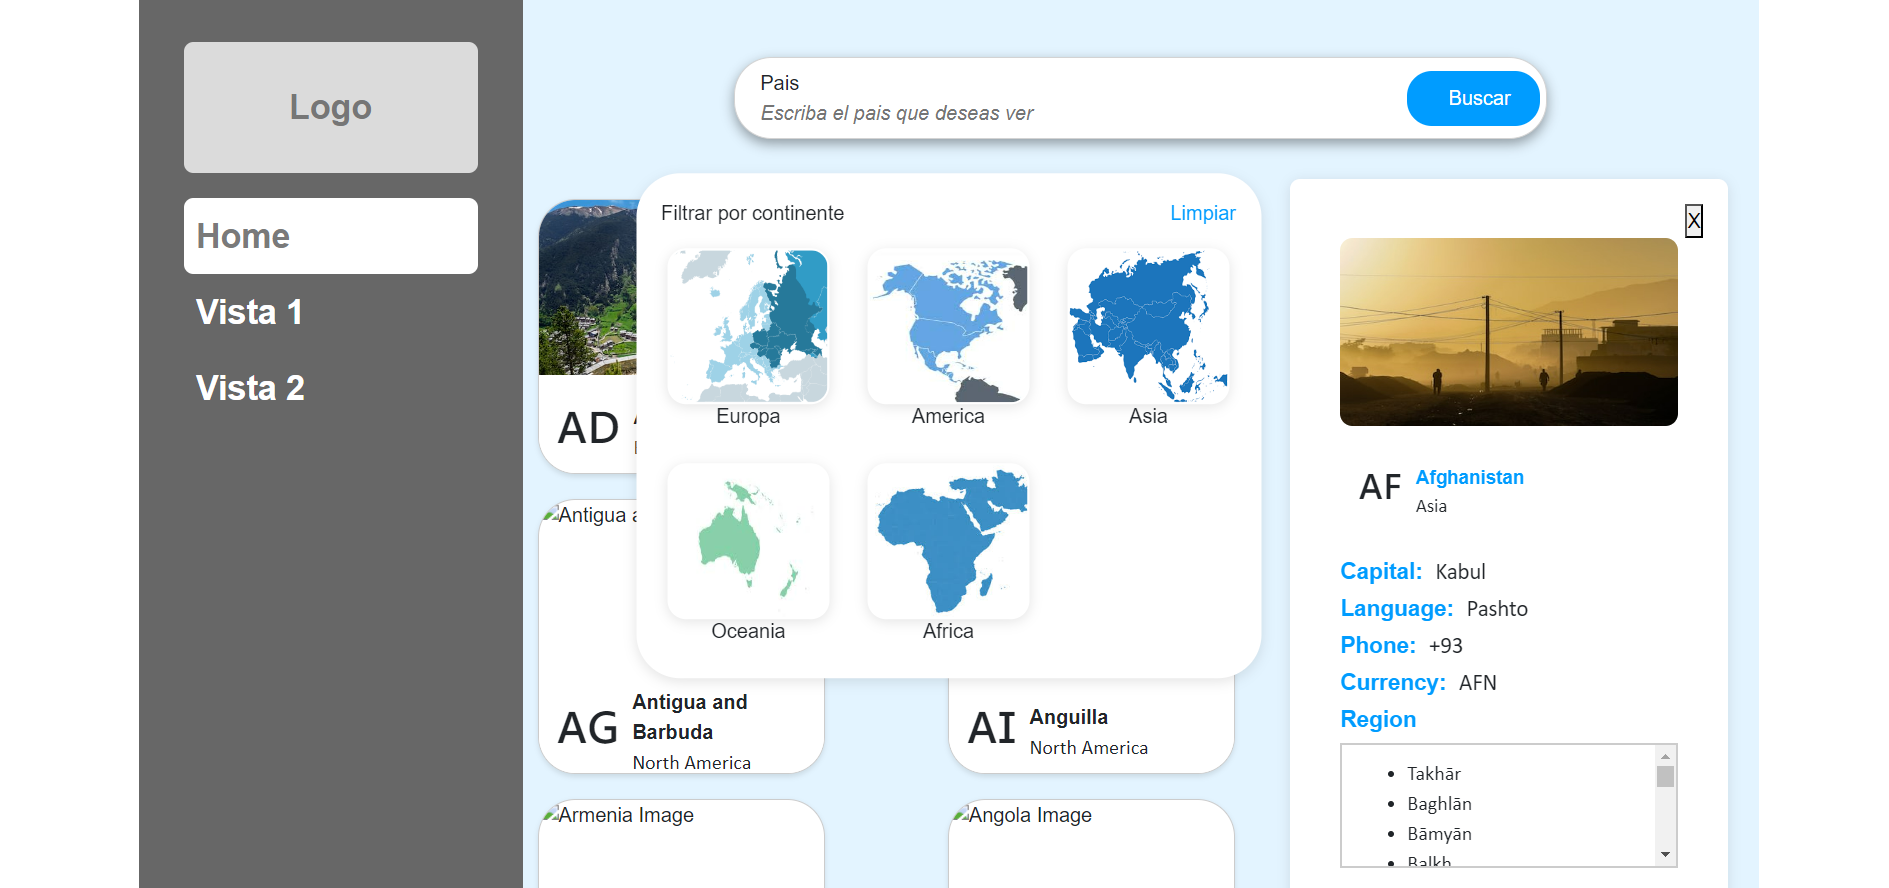 Logo
Home
Vista 1
Vista 2
Pais
Escriba el pais que deseas ver
Buscar
Filtrar por continente
Limpiar
Europa
America
Asia
Oceania
Africa
AD
Antigua a
AG
Antigua and
Barbuda
North America
AI
Anguilla
North America
Armenia Image
Angola Image
X
AF
Afghanistan
Asia
Capital: Kabul
Language: Pashto
Phone: +93
Currency: AFN
Region
Takhār
Baghlān
Bāmyān
Balkh